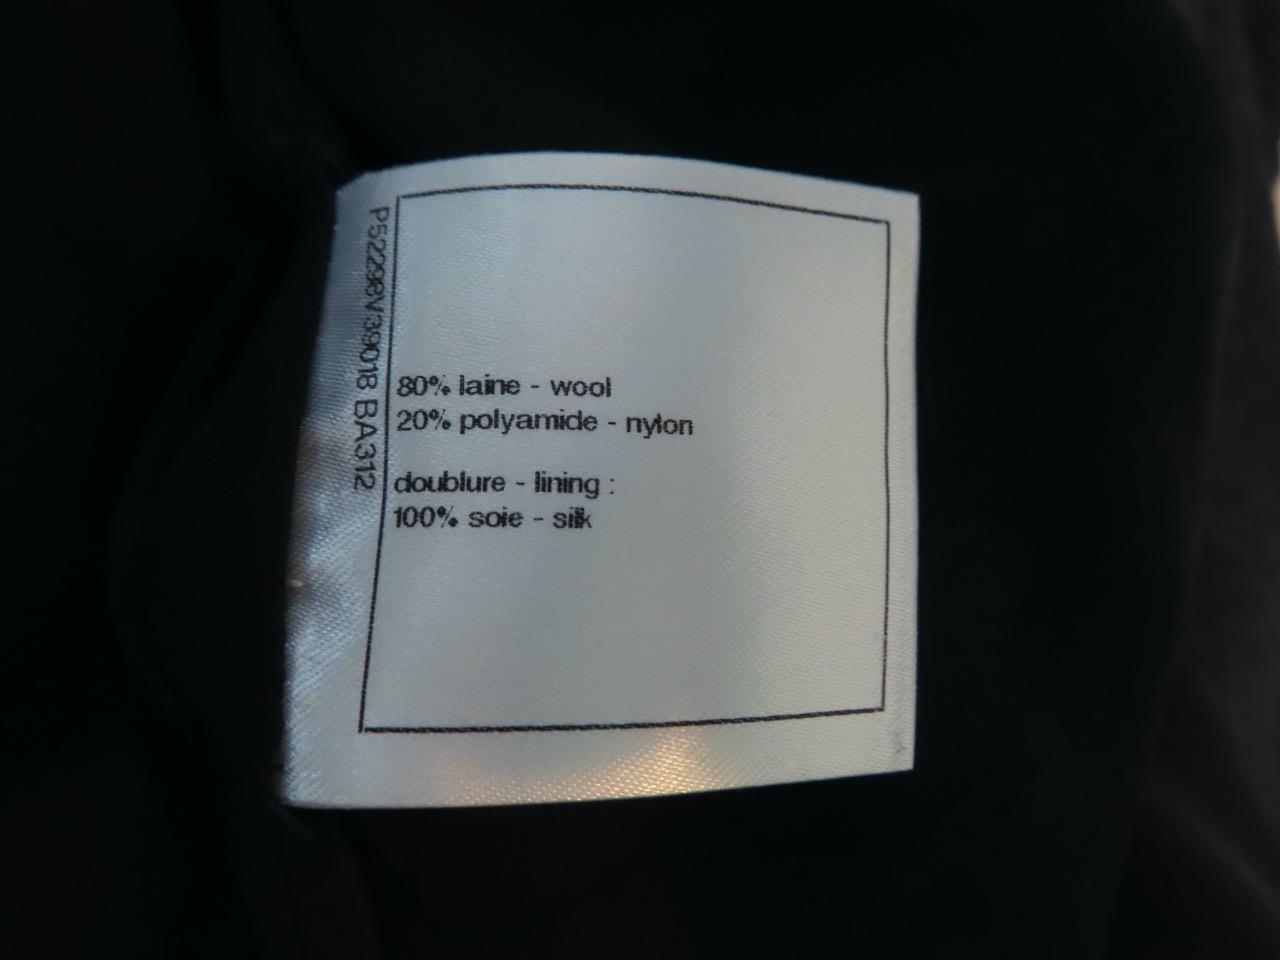 P52298V39018 BA312
80% laine - wool
20% polyamide - nylon
doublure - lining :
100% soie - silk